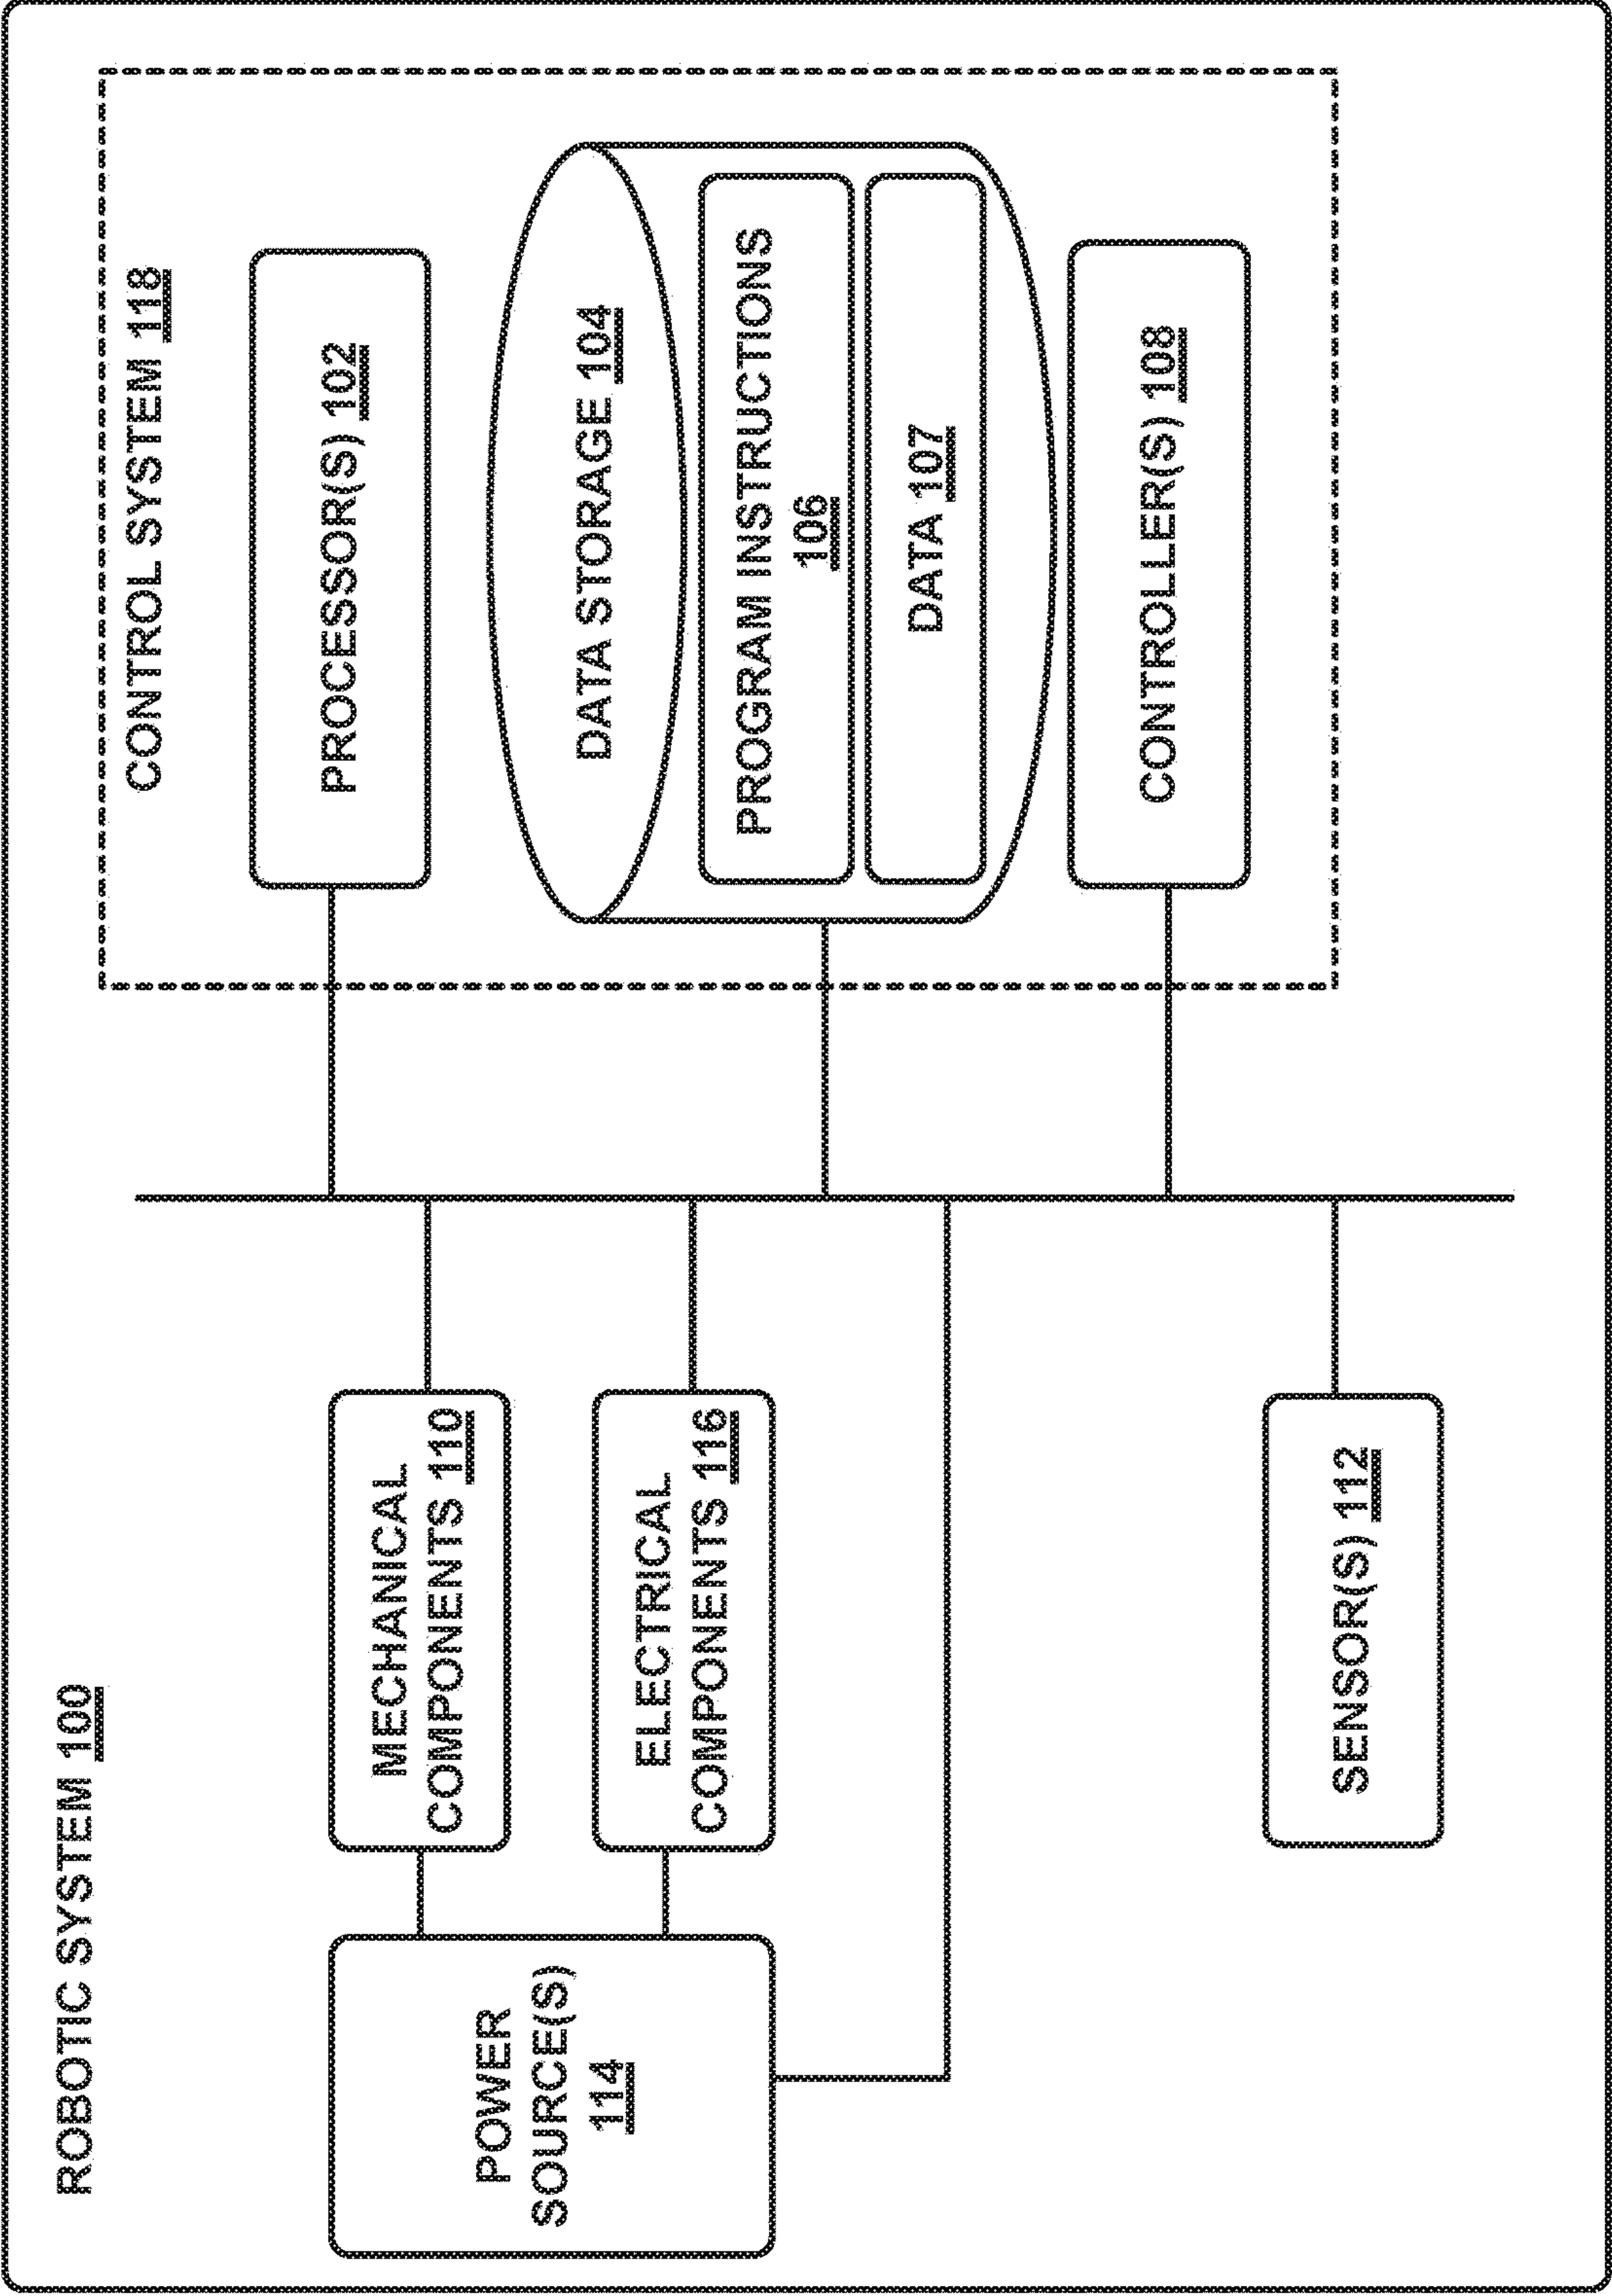 ROBOTIC SYSTEM 100
POWER
SOURCE(S)
114
MECHANICAL
COMPONENTS 110
ELECTRICAL
COMPONENTS 116
SENSOR(S) 112
CONTROL SYSTEM 118
PROCESSOR(S) 102
DATA STORAGE 104
PROGRAM INSTRUCTIONS
106
DATA 107
CONTROLLER(S) 108